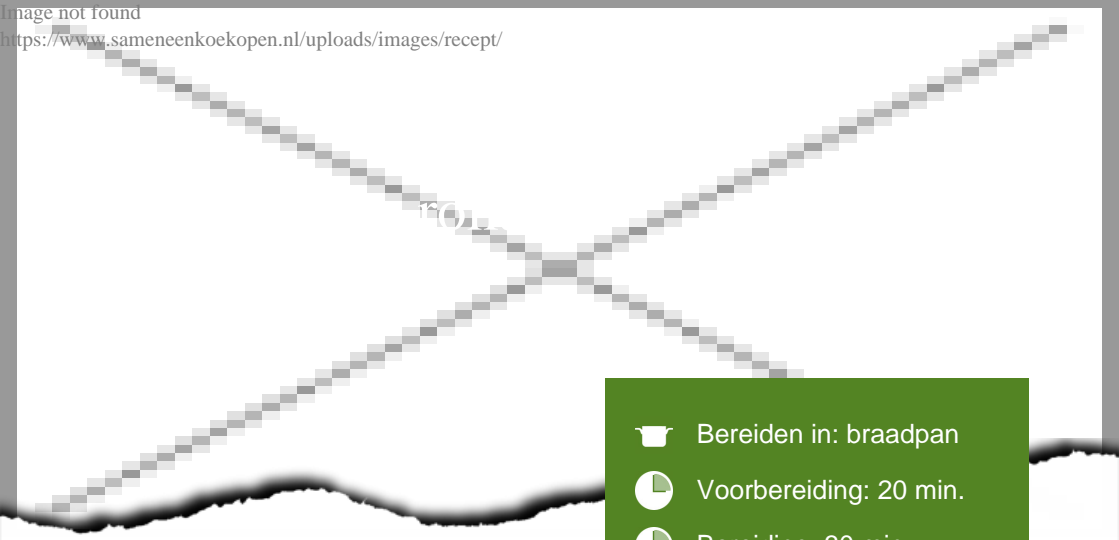 Image not found
https://www.sameneenkoekopen.nl/uploads/images/recept/
Bereiden in: braadpan
Voorbereiding: 20 min.